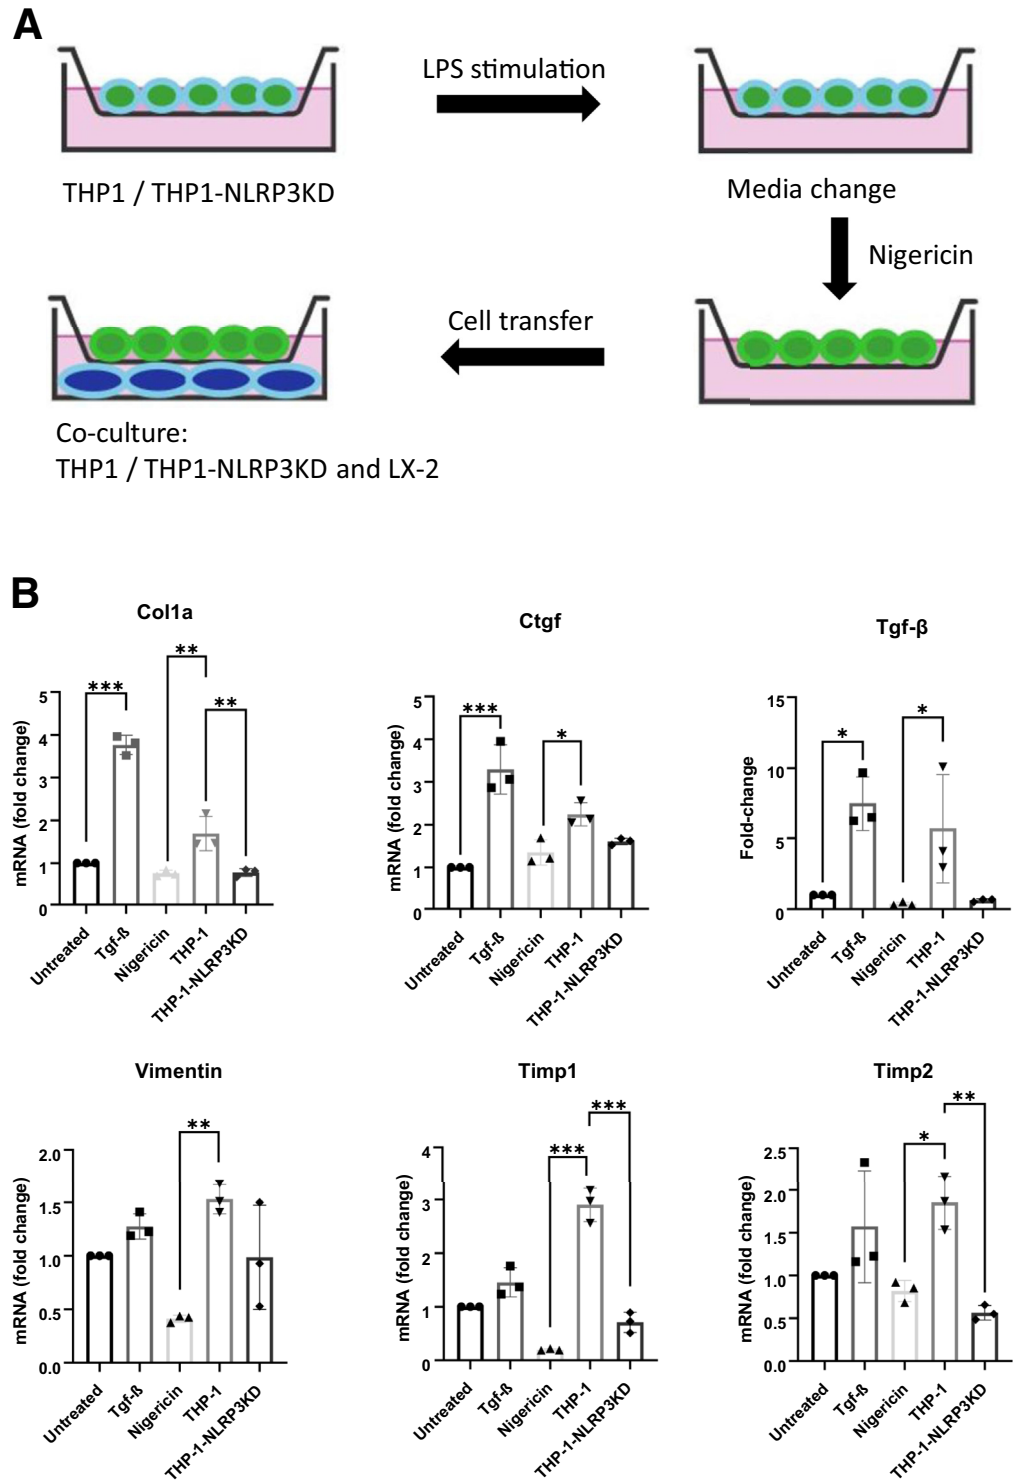 A
LPS stimulation
THP1 / THP1-NLRP3KD
Media change
Nigericin
Cell transfer
Co-culture:
THP1 / THP1-NLRP3KD and LX-2
B
Col1a
***
**
**
mRNA (fold change)
5
4
3
2
1
0
Untreated
Tgf-ß
Nigericin
THP-1
THP-1-NLRP3KD
Ctgf
***
*
mRNA (fold change)
5
4
3
2
1
0
Untreated
Tgf-ß
Nigericin
THP-1
THP-1-NLRP3KD
Tgf-ß
*
*
Fold-change
15
10
5
0
Untreated
Tgf-ß
Nigericin
THP-1
THP-1-NLRP3KD
Vimentin
**
mRNA (fold change)
2.0
1.5
1.0
0.5
0.0
Untreated
Tgf-ß
Nigericin
THP-1
THP-1-NLRP3KD
Timp1
***
***
mRNA (fold change)
4
3
2
1
0
Untreated
Tgf-ß
Nigericin
THP-1
THP-1-NLRP3KD
Timp2
**
*
mRNA (fold change)
2.5
2.0
1.5
1.0
0.5
0.0
Untreated
Tgf-ß
Nigericin
THP-1
THP-1-NLRP3KD